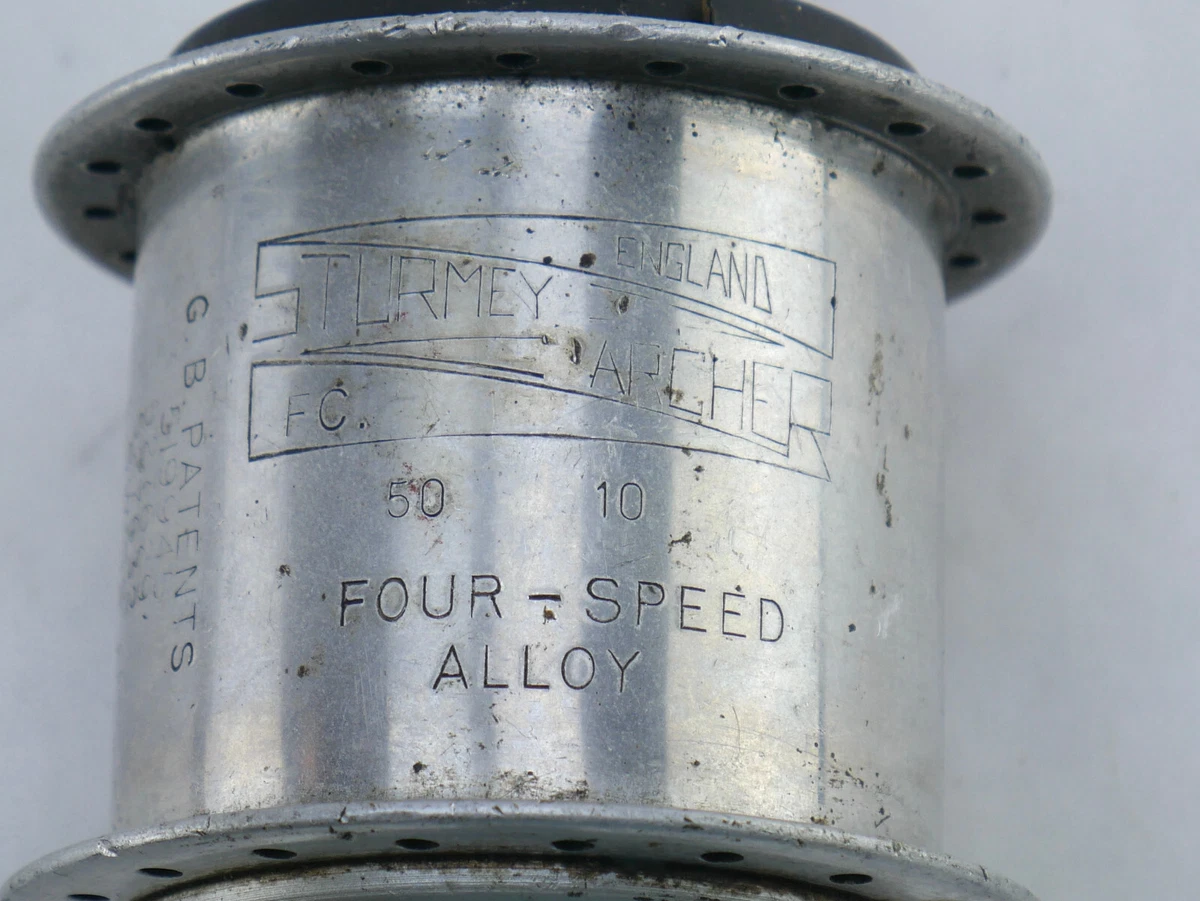 ENGLAND
STURMEY
ARCHER
FC.
50 10
FOUR-SPEED
ALLOY
G.B. PATENTS